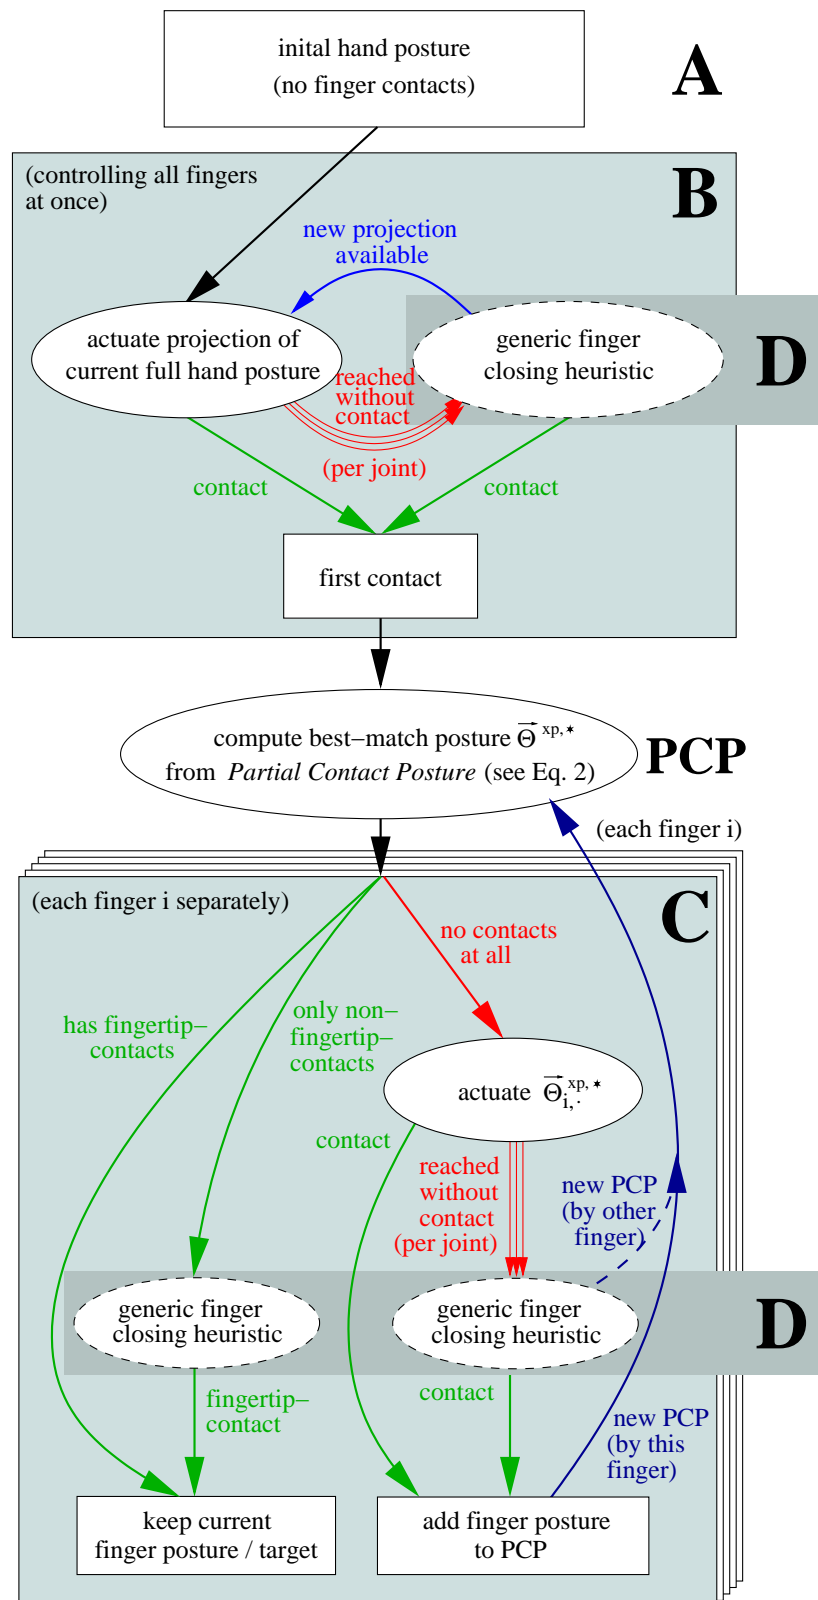 inital hand posture
(no finger contacts)
A
(controlling all fingers
at once)
B
new projection
available
actuate projection of
current full hand posture
generic finger
closing heuristic
D
reached
without
contact
(per joint)
contact
contact
first contact
compute best–match posture Θ⃗ xp,*
from Partial Contact Posture (see Eq. 2)
PCP
(each finger i)
(each finger i separately)
C
no contacts
at all
has fingertip–
contacts
only non–
fingertip–
contacts
actuate Θ⃗ i,· xp,*
contact
reached
without
contact
(per joint)
new PCP
(by other
finger)
generic finger
closing heuristic
generic finger
closing heuristic
D
fingertip–
contact
contact
new PCP
(by this
finger)
keep current
finger posture / target
add finger posture
to PCP